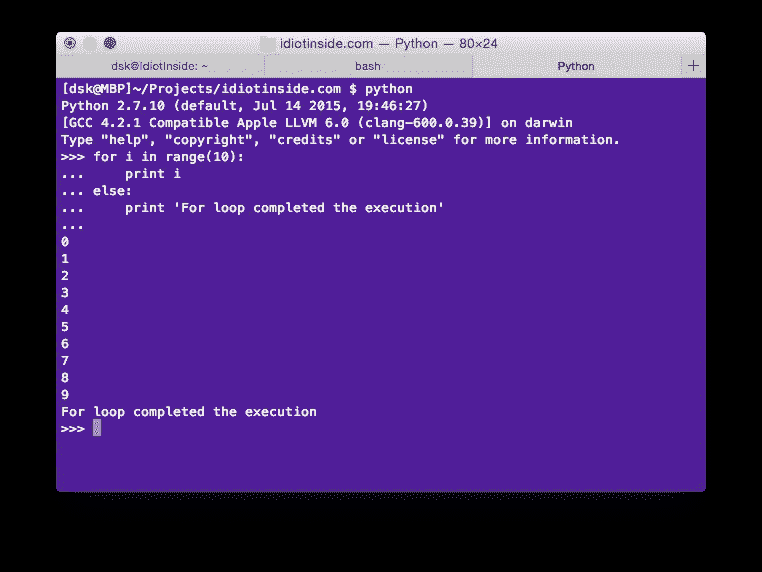 idiotinside.com — Python — 80×24
dsk@IdiotInside: ~ bash Python +
[dsk@MBP]~/Projects/idiotinside.com $ python
Python 2.7.10 (default, Jul 14 2015, 19:46:27)
[GCC 4.2.1 Compatible Apple LLVM 6.0 (clang-600.0.39)] on darwin
Type "help", "copyright", "credits" or "license" for more information.
>>> for i in range(10):
...     print i
... else:
...     print 'For loop completed the execution'
...
0
1
2
3
4
5
6
7
8
9
For loop completed the execution
>>>